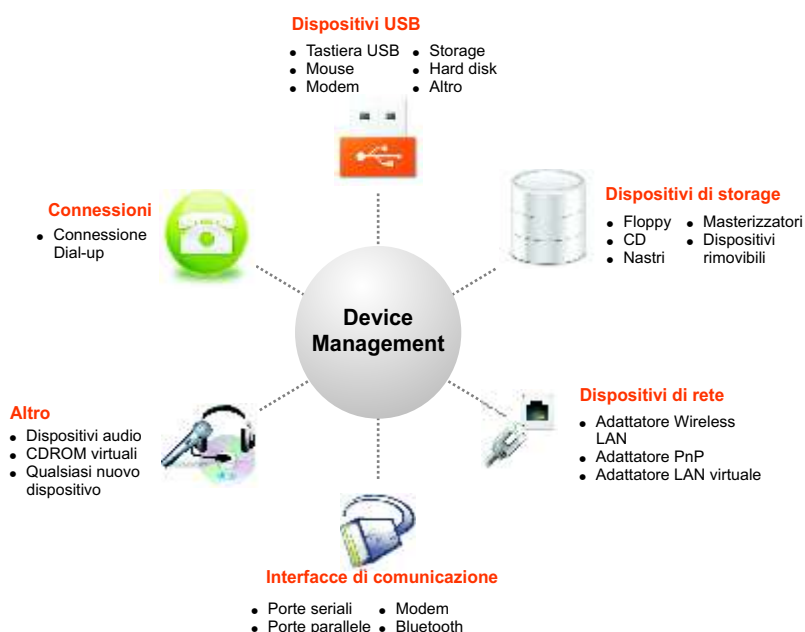 Dispositivi USB
• Tastiera USB • Storage
• Mouse • Hard disk
• Modem • Altro
Connessioni
• Connessione
Dial-up
Dispositivi di storage
• Floppy • Masterizzatori
• CD • Dispositivi
• Nastri rimovibili
Device
Management
Altro
• Dispositivi audio
• CDROM virtuali
• Qualsiasi nuovo
dispositivo
Dispositivi di rete
• Adattatore Wireless
LAN
• Adattatore PnP
• Adattatore LAN virtuale
Interfacce di comunicazione
• Porte seriali • Modem
• Porte parallele • Bluetooth